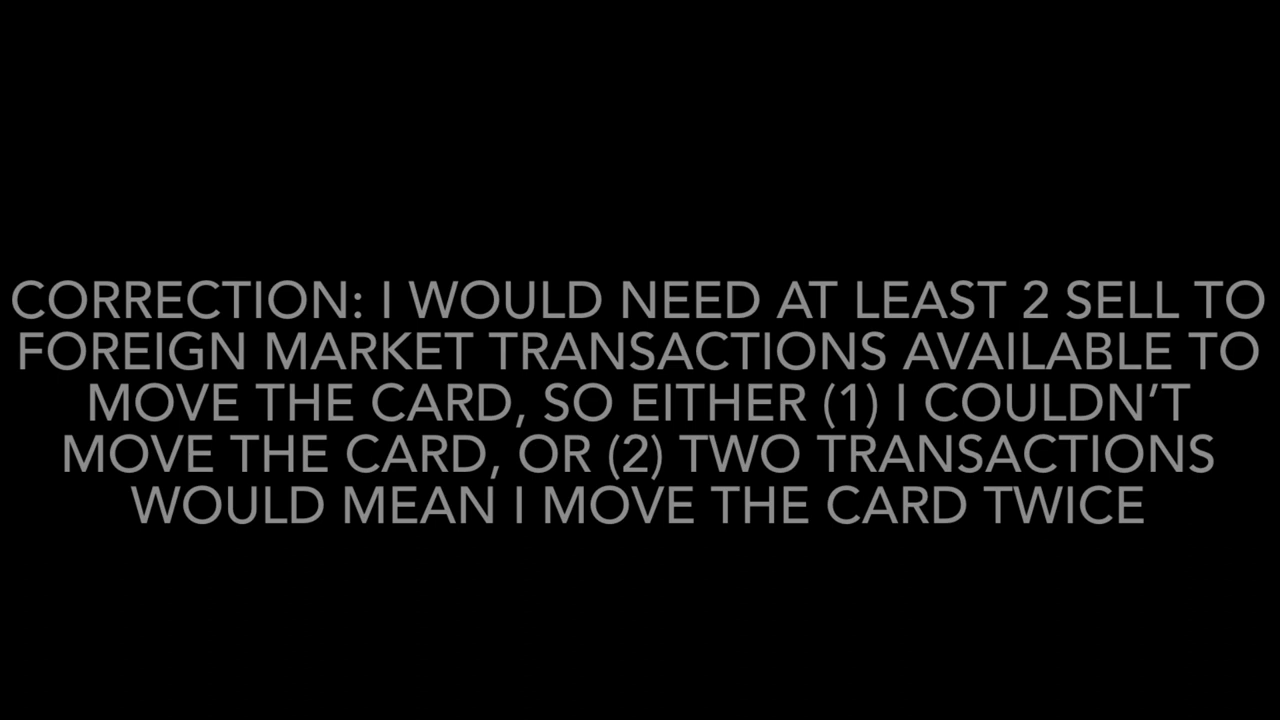 CORRECTION: I WOULD NEED AT LEAST 2 SELL TO
FOREIGN MARKET TRANSACTIONS AVAILABLE TO
MOVE THE CARD, SO EITHER (1) I COULDN’T
MOVE THE CARD, OR (2) TWO TRANSACTIONS
WOULD MEAN I MOVE THE CARD TWICE